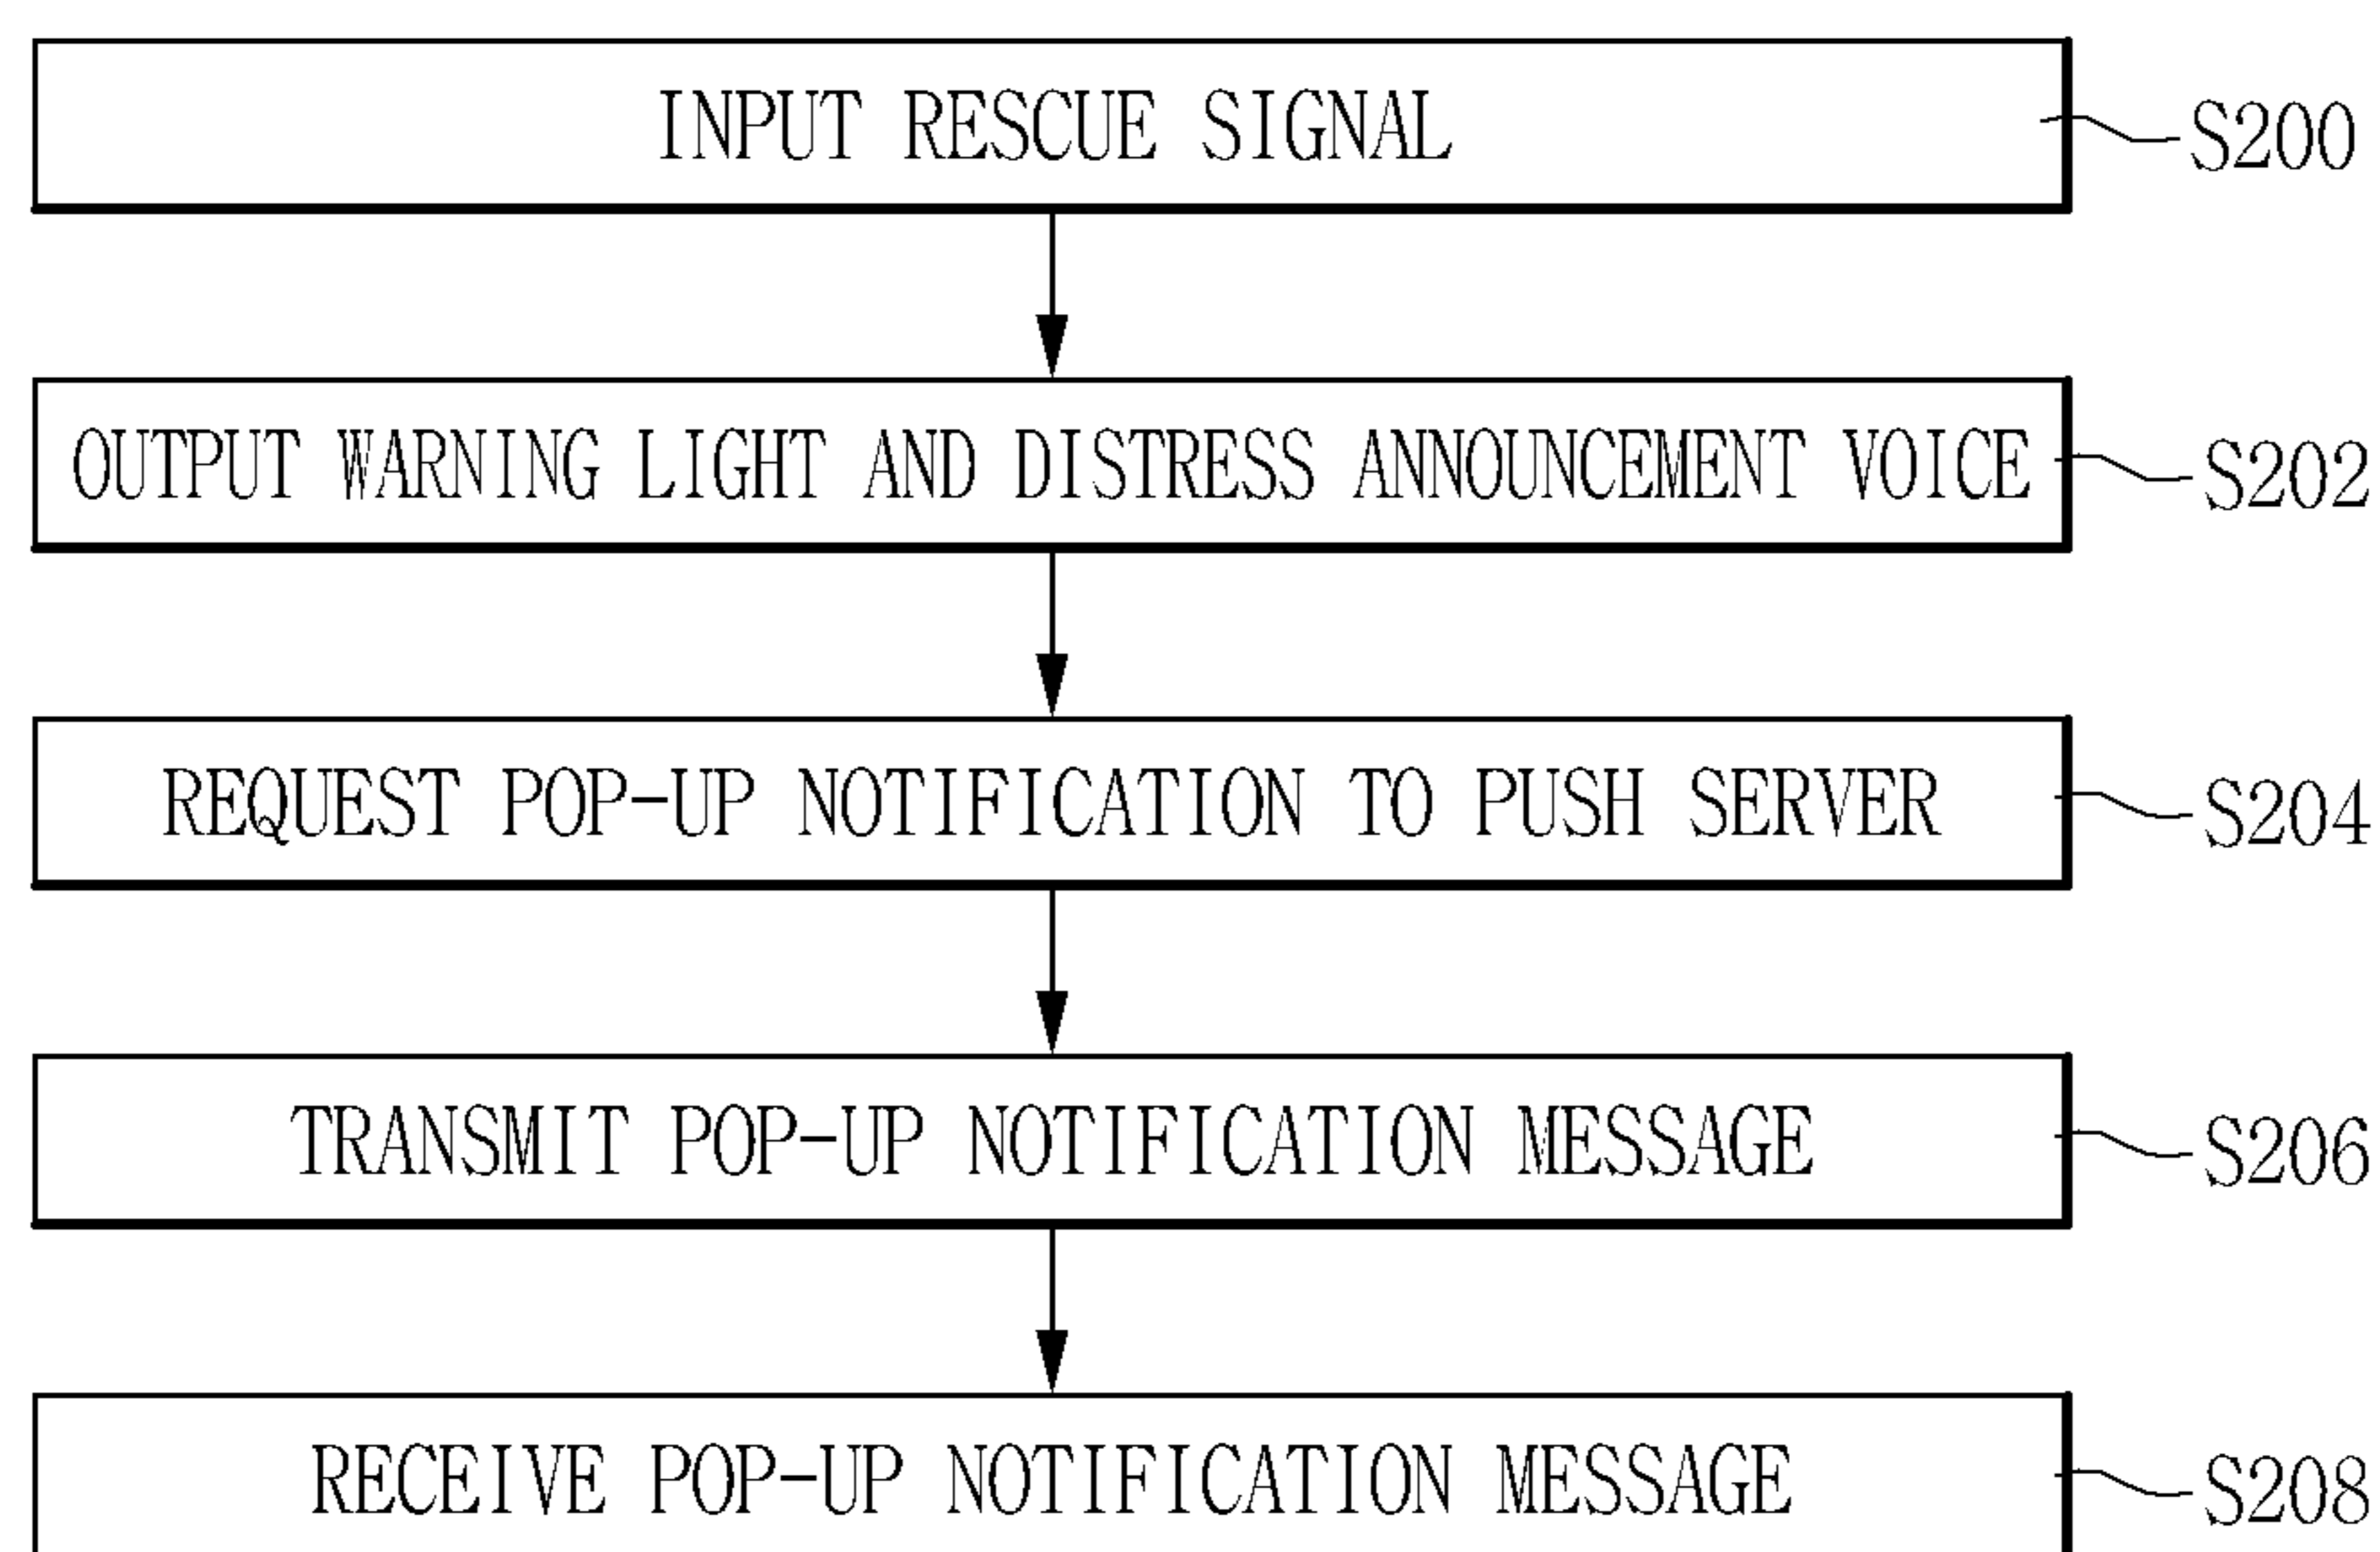 INPUT RESCUE SIGNAL S200
OUTPUT WARNING LIGHT AND DISTRESS ANNOUNCEMENT VOICE S202
REQUEST POP-UP NOTIFICATION TO PUSH SERVER S204
TRANSMIT POP-UP NOTIFICATION MESSAGE S206
RECEIVE POP-UP NOTIFICATION MESSAGE S208